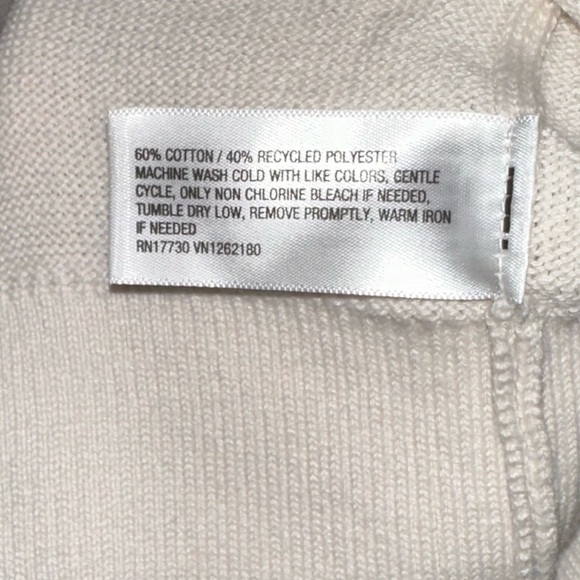 60% COTTON / 40% RECYCLED POLYESTER
MACHINE WASH COLD WITH LIKE COLORS, GENTLE
CYCLE, ONLY NON CHLORINE BLEACH IF NEEDED,
TUMBLE DRY LOW, REMOVE PROMPTLY, WARM IRON
IF NEEDED
RN17730 VN1262180